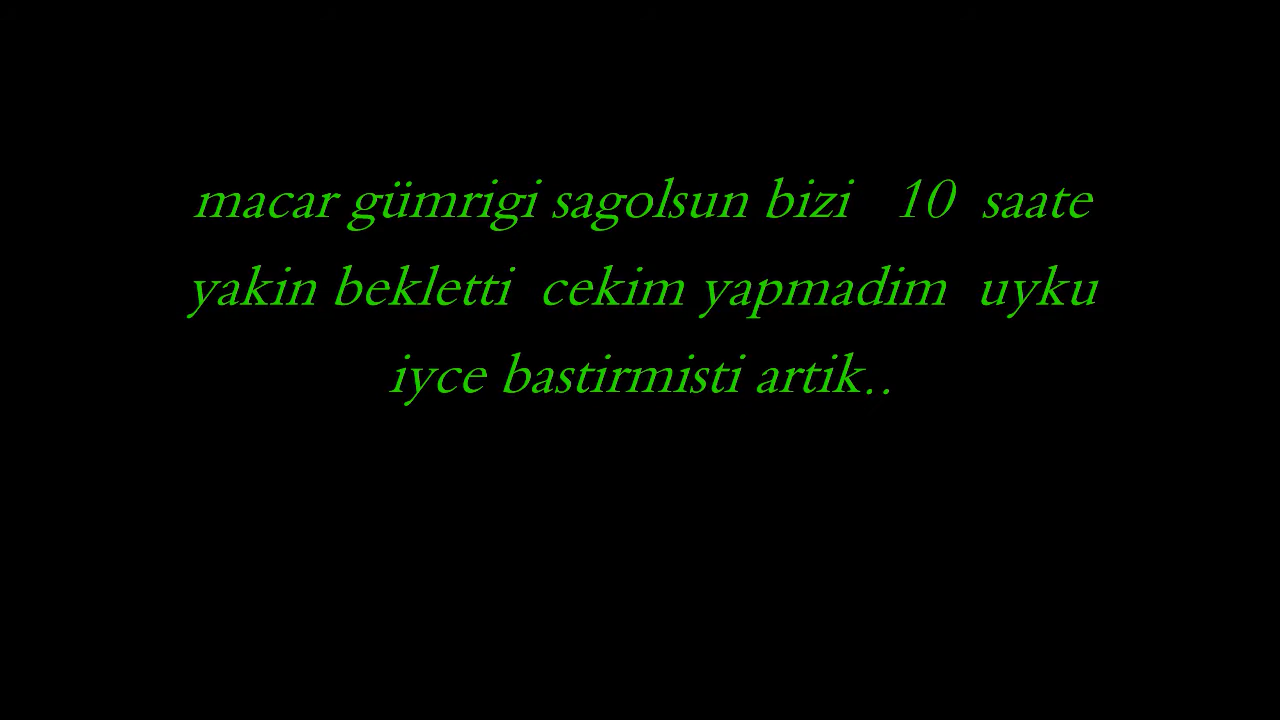 macar gümrigi sagolsun bizi 10 saate
yakin bekletti cekim yapmadim uyku
iyce bastirmisti artik..